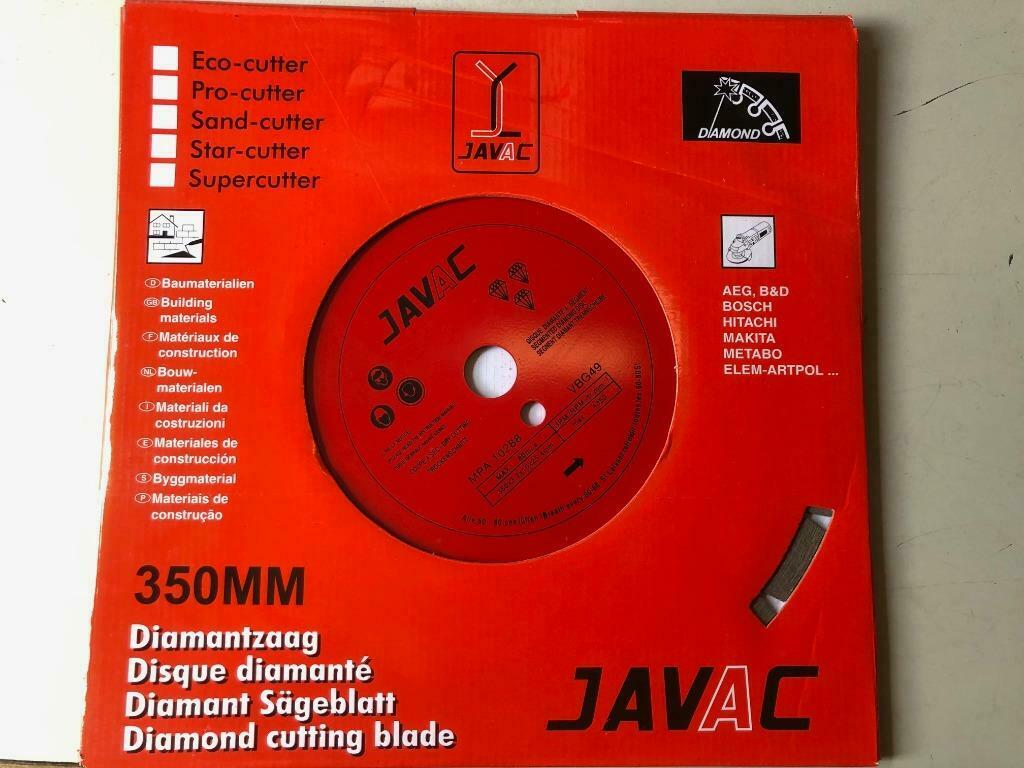 Eco-cutter
Pro-cutter
Sand-cutter
Star-cutter
Supercutter
JAVAC
DIAMOND
D Baumaterialien
GB Building
materials
F Matériaux de
construction
NL Bouw-
materialen
I Materiali da
costruzioni
E Materiales de
construcción
S Byggmaterial
P Materiais de
construção
AEG, B&D
BOSCH
HITACHI
MAKITA
METABO
ELEM-ARTPOL ...
JAVAC
VBG49
MPA 10288
350MM
Diamantzaag
Disque diamanté
Diamant Sägeblatt
Diamond cutting blade
JAVAC